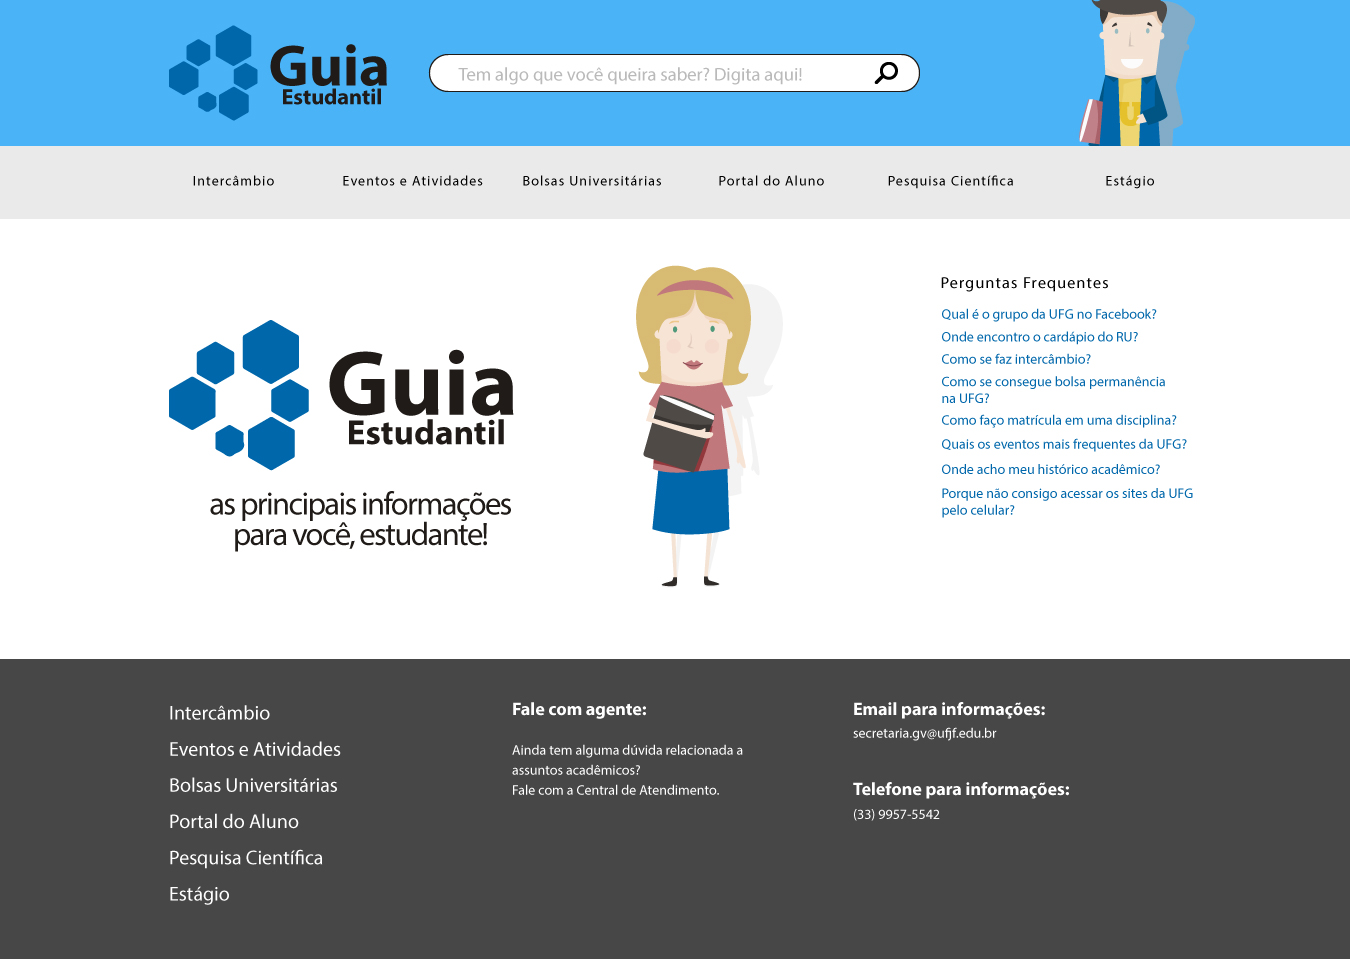 Guia
Estudantil
Tem algo que você queira saber? Digita aqui!
Intercâmbio
Eventos e Atividades
Bolsas Universitárias
Portal do Aluno
Pesquisa Científica
Estágio
Guia
Estudantil
as principais informações
para você, estudante!
Perguntas Frequentes
Qual é o grupo da UFG no Facebook?
Onde encontro o cardápio do RU?
Como se faz intercâmbio?
Como se consegue bolsa permanência
na UFG?
Como faço matrícula em uma disciplina?
Quais os eventos mais frequentes da UFG?
Onde acho meu histórico acadêmico?
Porque não consigo acessar os sites da UFG
pelo celular?
Intercâmbio
Eventos e Atividades
Bolsas Universitárias
Portal do Aluno
Pesquisa Científica
Estágio
Fale com agente:
Ainda tem alguma dúvida relacionada a
assuntos acadêmicos?
Fale com a Central de Atendimento.
Email para informações:
secretaria.gv@ufjf.edu.br
Telefone para informações:
(33) 9957-5542